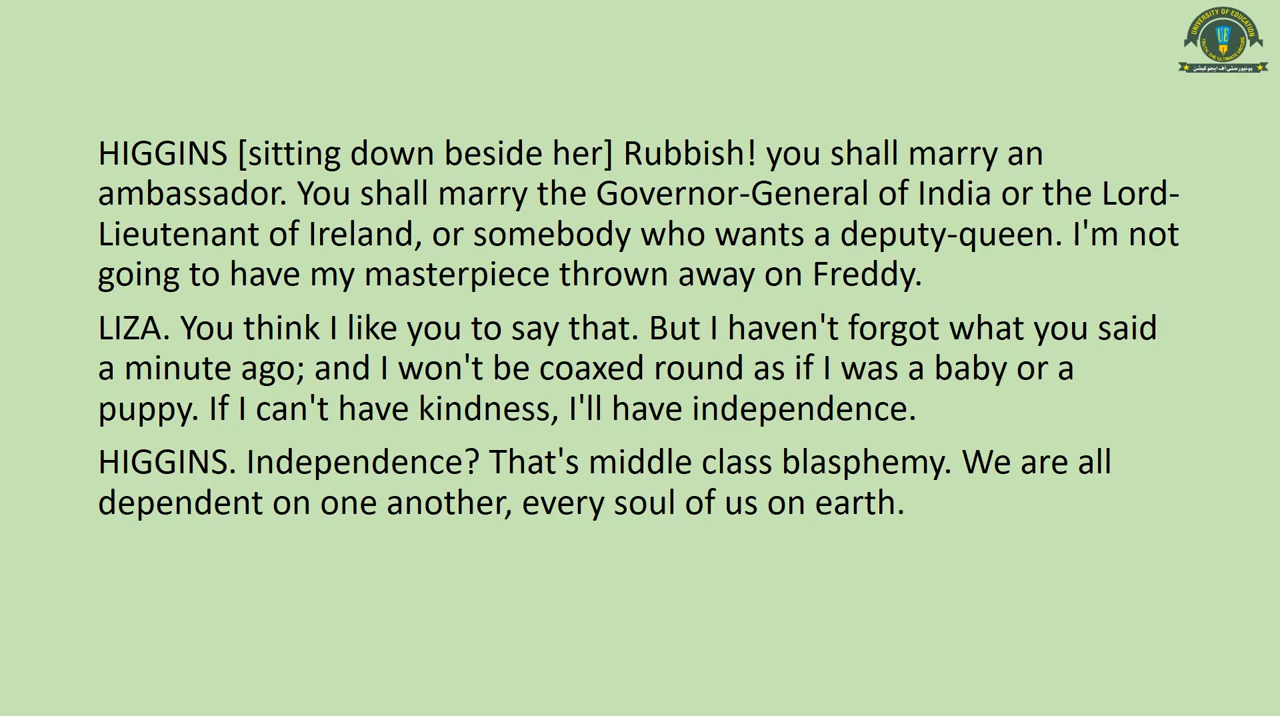 UNIVERSITY OF EDUCATION
UE
HIGGINS [sitting down beside her] Rubbish! you shall marry an
ambassador. You shall marry the Governor-General of India or the Lord-
Lieutenant of Ireland, or somebody who wants a deputy-queen. I'm not
going to have my masterpiece thrown away on Freddy.
LIZA. You think I like you to say that. But I haven't forgot what you said
a minute ago; and I won't be coaxed round as if I was a baby or a
puppy. If I can't have kindness, I'll have independence.
HIGGINS. Independence? That's middle class blasphemy. We are all
dependent on one another, every soul of us on earth.